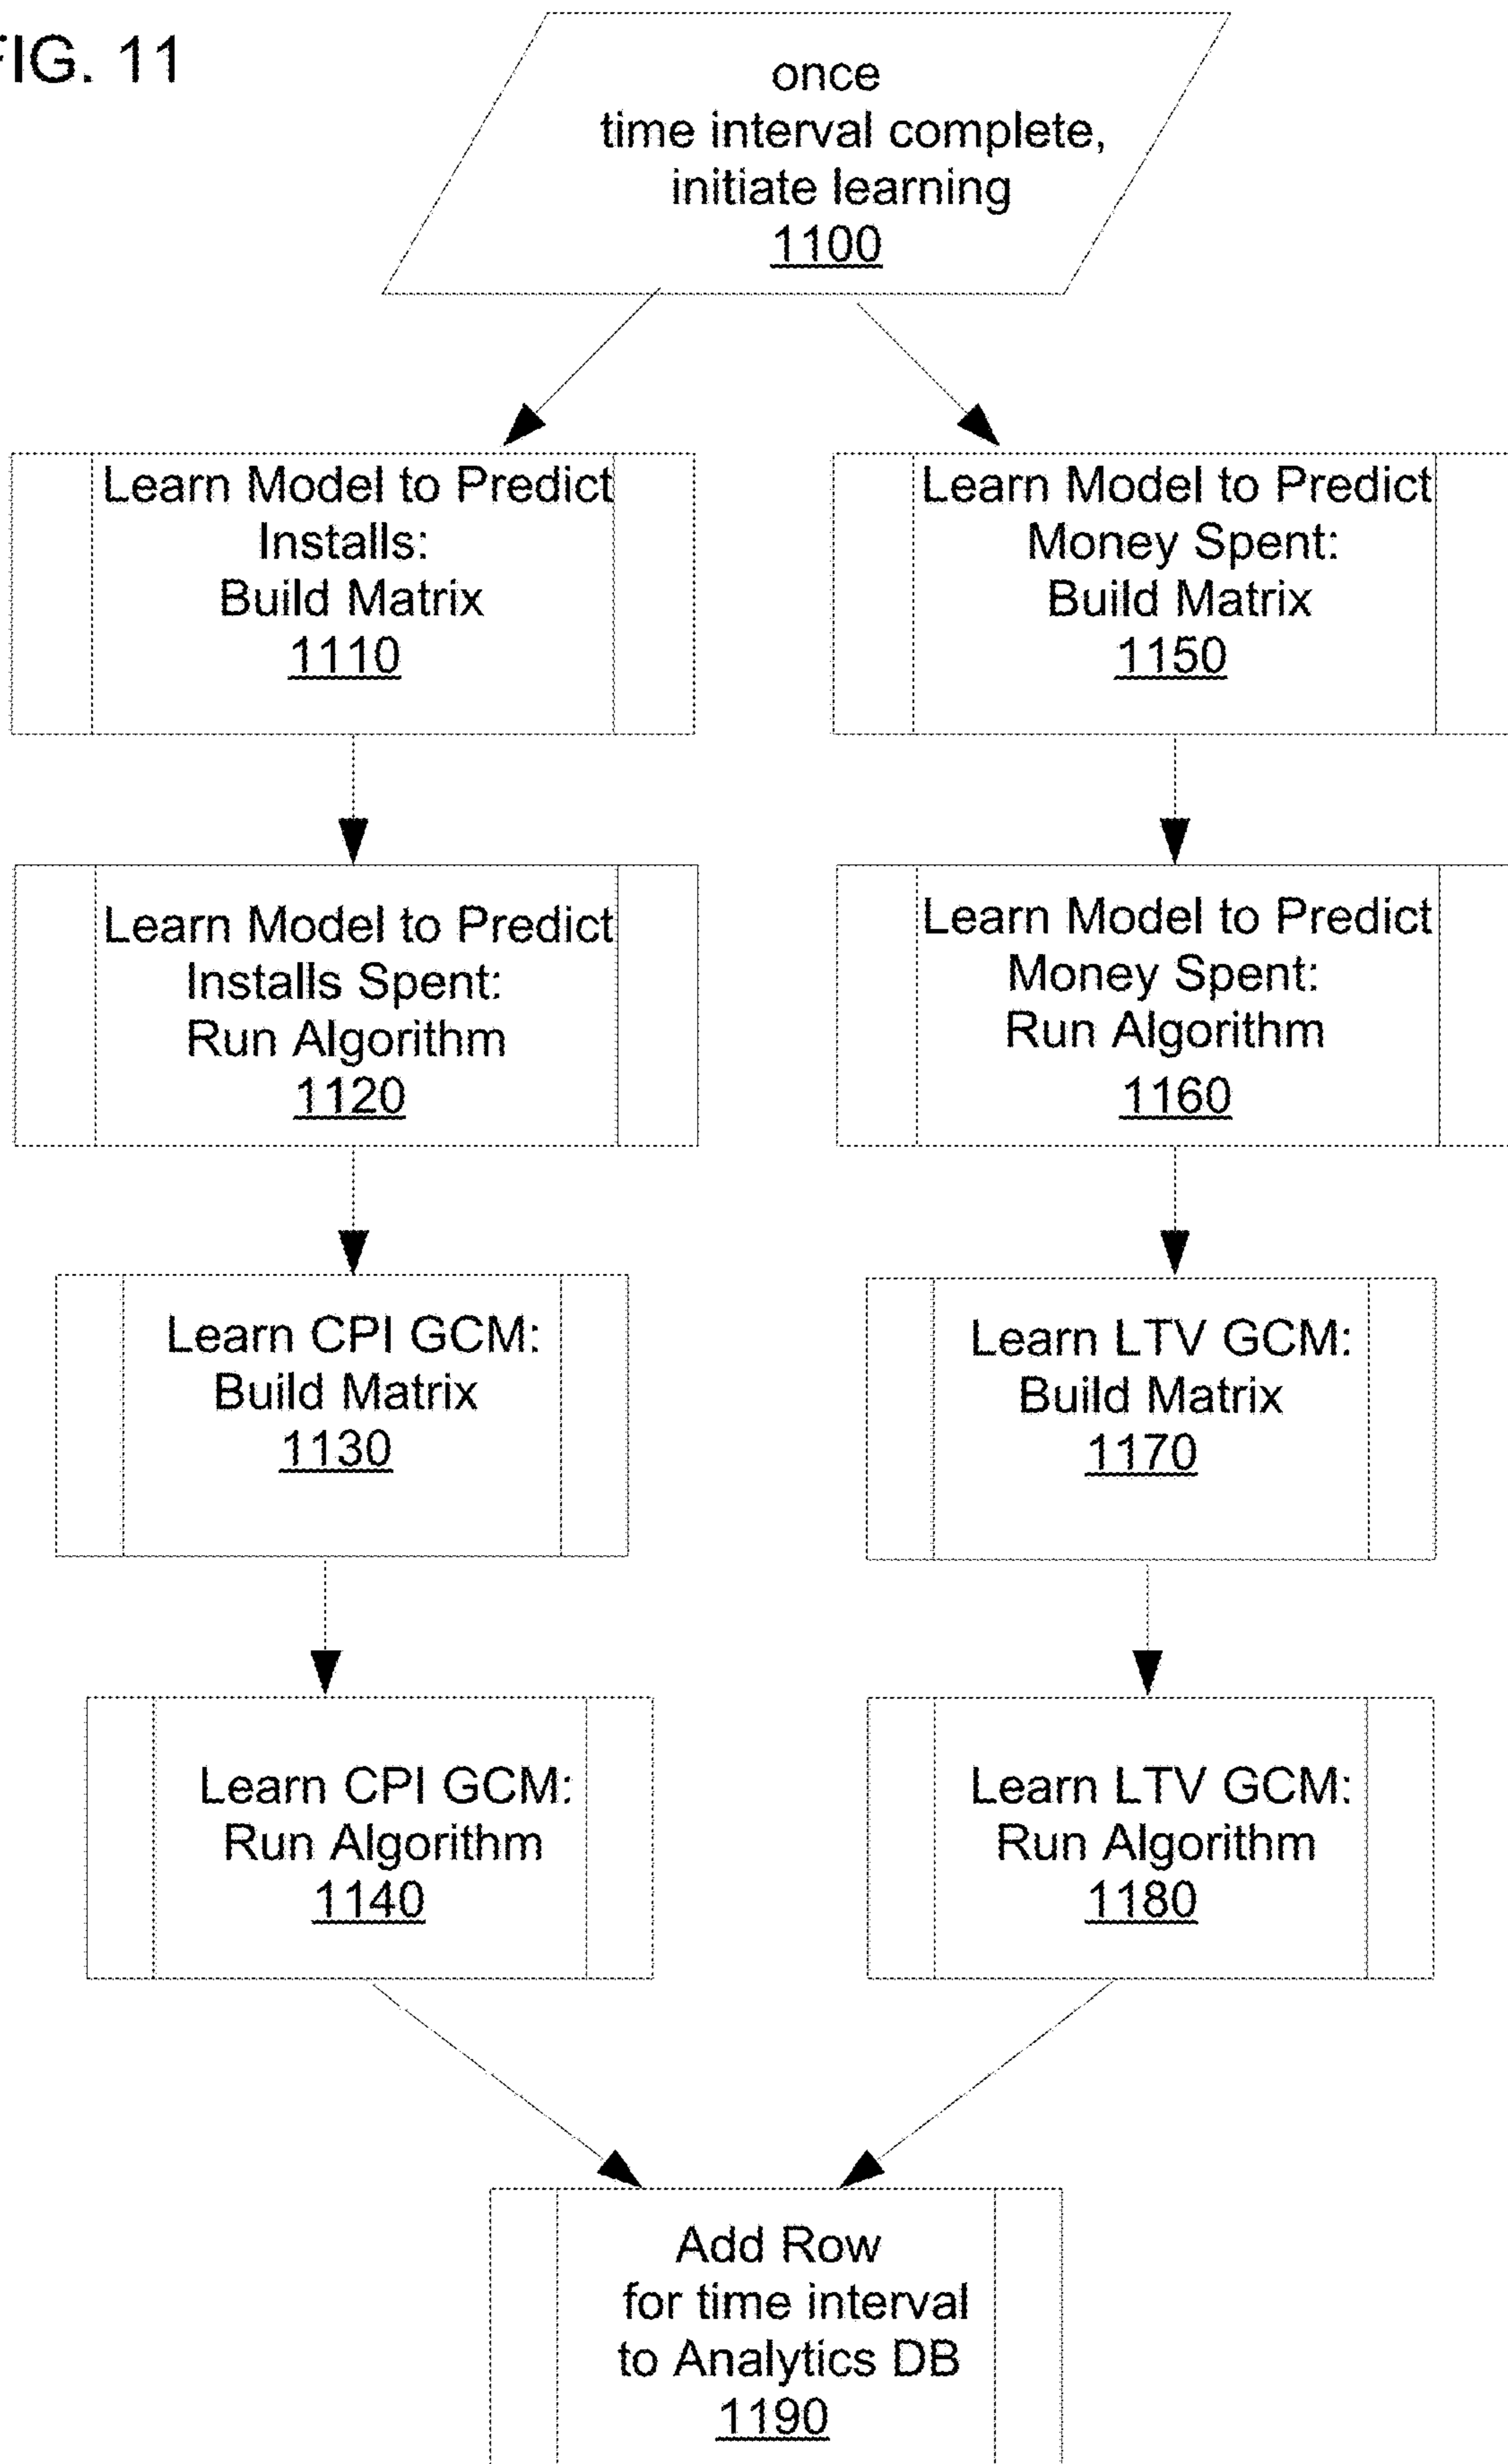 FIG. 11
once
time interval complete,
initiate learning
1100
Learn Model to Predict
Installs:
Build Matrix
1110
Learn Model to Predict
Money Spent:
Build Matrix
1150
Learn Model to Predict
Installs Spent:
Run Algorithm
1120
Learn Model to Predict
Money Spent:
Run Algorithm
1160
Learn CPI GCM:
Build Matrix
1130
Learn LTV GCM:
Build Matrix
1170
Learn CPI GCM:
Run Algorithm
1140
Learn LTV GCM:
Run Algorithm
1180
Add Row
for time interval
to Analytics DB
1190